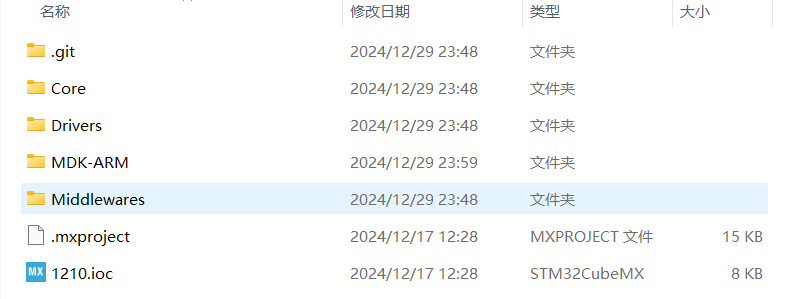 名称 修改日期 类型 大小
.git 2024/12/29 23:48 文件夹
Core 2024/12/29 23:48 文件夹
Drivers 2024/12/29 23:48 文件夹
MDK-ARM 2024/12/29 23:59 文件夹
Middlewares 2024/12/29 23:48 文件夹
.mxproject 2024/12/17 12:28 MXPROJECT 文件 15 KB
MX 1210.ioc 2024/12/17 12:28 STM32CubeMX 8 KB